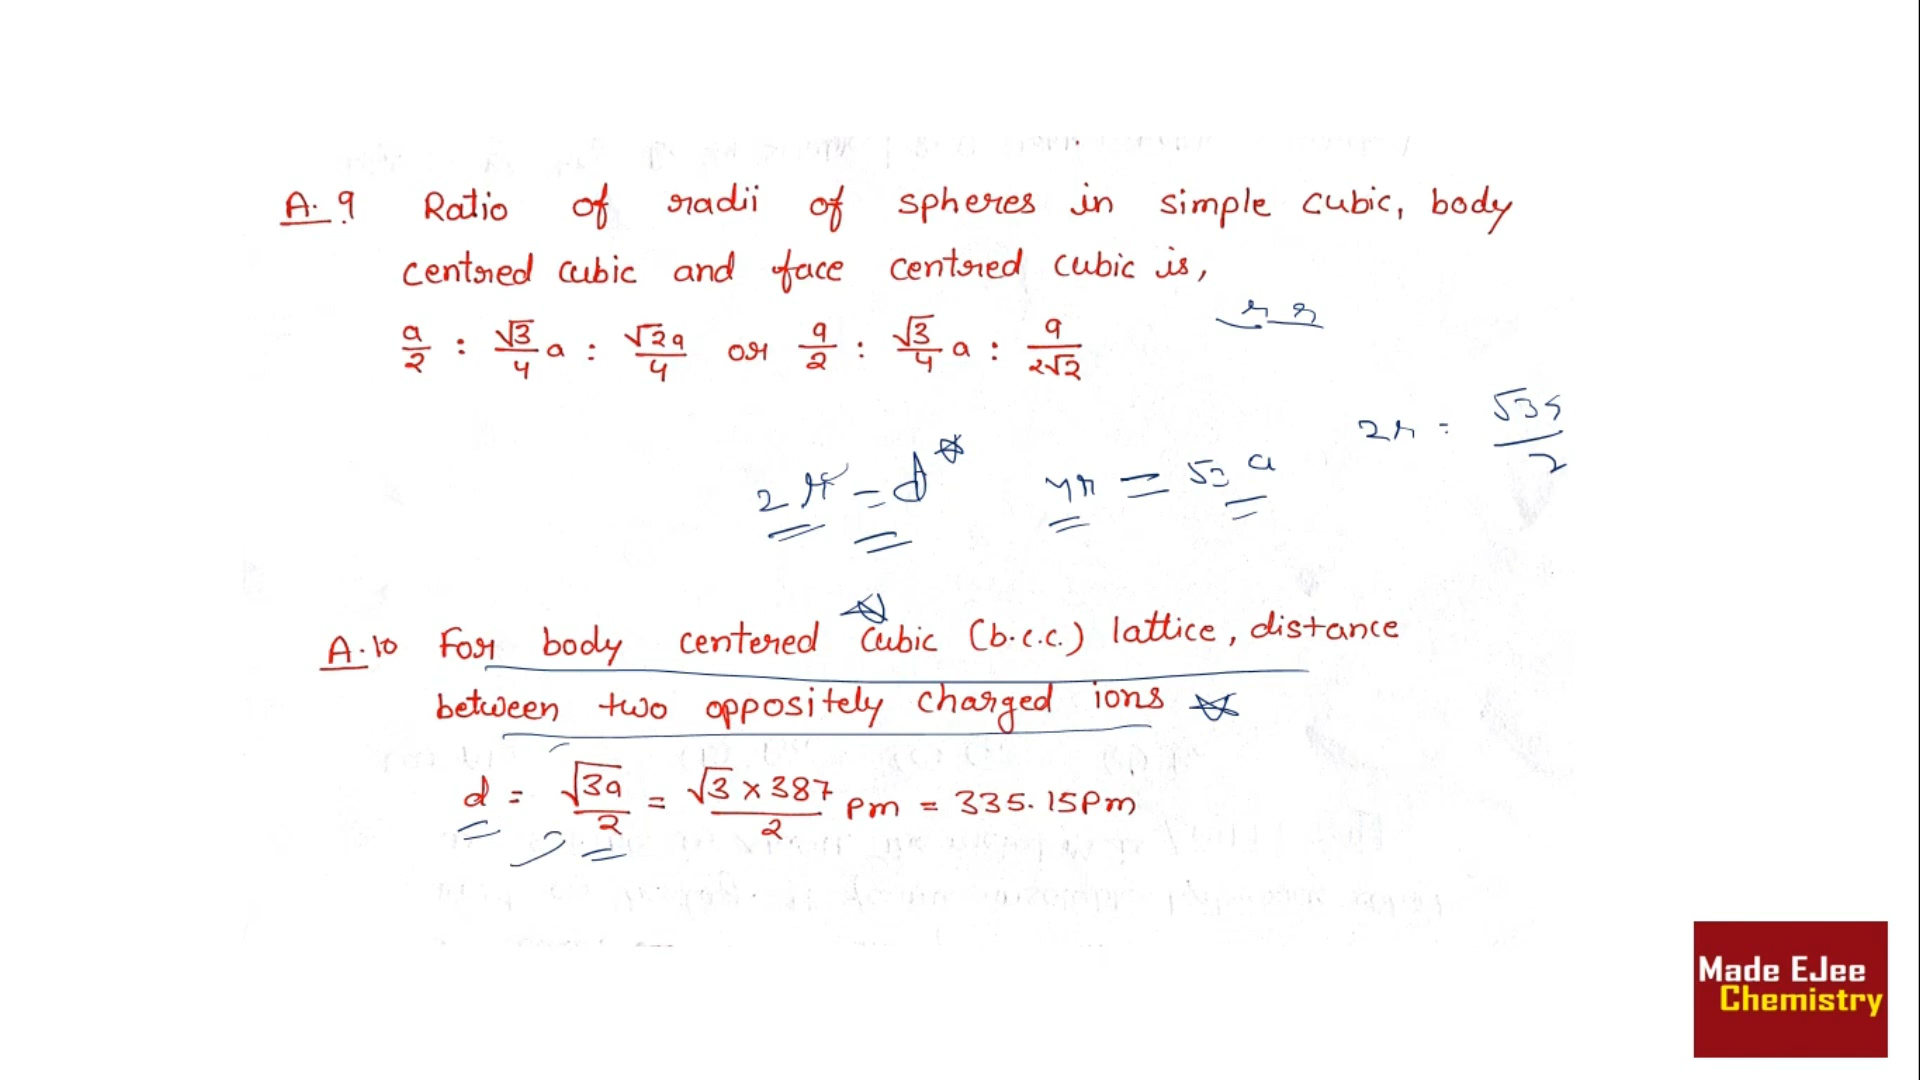 A.9 Ratio of radii of spheres in simple cubic, body
centred cubic and face centred cubic is,
a/2 : √3/4 a : √2a/4 or a/2 : √3/4 a : a/2√2
r r
2r = √3a/2
2r = d
4r = √3 a
A.10 For body centered cubic (b.c.c.) lattice, distance
between two oppositely charged ions
d = √3a/2 = √3 × 387/2 pm = 335.15pm
Made EJee
Chemistry